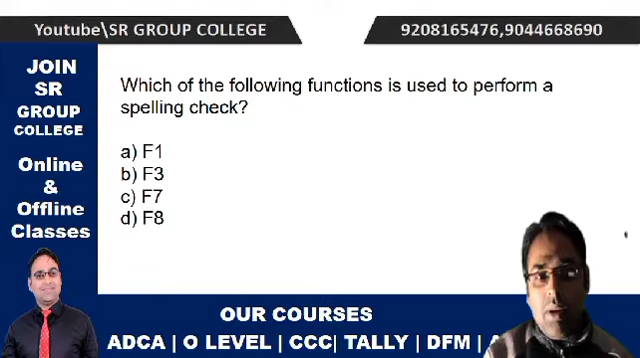 Youtube\SR GROUP COLLEGE
9208165476,9044668690
JOIN
SR
GROUP
COLLEGE
Online
&
Offline
Classes
Which of the following functions is used to perform a
spelling check?
a) F1
b) F3
c) F7
d) F8
OUR COURSES
ADCA | O LEVEL | CCC| TALLY | DFM | A